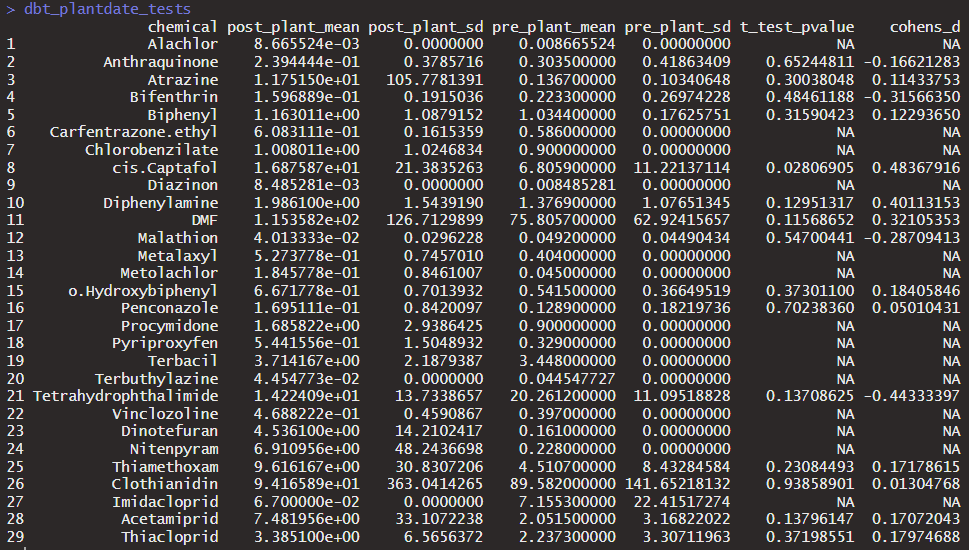 > dbt_plantdate_tests
chemical post_plant_mean post_plant_sd pre_plant_mean pre_plant_sd t_test_pvalue cohens_d
1 Alachlor 8.665524e-03 0.0000000 0.008665524 0.00000000 NA NA
2 Anthraquinone 2.394444e-01 0.3785716 0.303500000 0.41863409 0.65244811 -0.16621283
3 Atrazine 1.175150e+01 105.7781391 0.136700000 0.10340648 0.30038048 0.11433753
4 Bifenthrin 1.596889e-01 0.1915036 0.223300000 0.26974228 0.48461188 -0.31566350
5 Biphenyl 1.163011e+00 1.0879152 1.034400000 0.17625751 0.31590423 0.12293650
6 Carfentrazone.ethyl 6.083111e-01 0.1615359 0.586000000 0.00000000 NA NA
7 Chlorobenzilate 1.008011e+00 1.0246834 0.900000000 0.00000000 NA NA
8 cis.Captafol 1.687587e+01 21.3835263 6.805900000 11.22137114 0.02806905 0.48367916
9 Diazinon 8.485281e-03 0.0000000 0.008485281 0.00000000 NA NA
10 Diphenylamine 1.986100e+00 1.5439190 1.376900000 1.07651345 0.12951317 0.40113153
11 DMF 1.153582e+02 126.7129899 75.805700000 62.92415657 0.11568652 0.32105353
12 Malathion 4.013333e-02 0.0296228 0.049200000 0.04490434 0.54700441 -0.28709413
13 Metalaxyl 5.273778e-01 0.7457010 0.404000000 0.00000000 NA NA
14 Metolachlor 1.845778e-01 0.8461007 0.045000000 0.00000000 NA NA
15 o.Hydroxybiphenyl 6.671778e-01 0.7013932 0.541500000 0.36649519 0.37301100 0.18405846
16 Penconazole 1.695111e-01 0.8420097 0.128900000 0.18219736 0.70238360 0.05010431
17 Procymidone 1.685822e+00 2.9386425 0.900000000 0.00000000 NA NA
18 Pyriproxyfen 5.441556e-01 1.5048932 0.329000000 0.00000000 NA NA
19 Terbacil 3.714167e+00 2.1879387 3.448000000 0.00000000 NA NA
20 Terbuthylazine 4.454773e-02 0.0000000 0.044547727 0.00000000 NA NA
21 Tetrahydrophthalimide 1.422409e+01 13.7338657 20.261200000 11.09518828 0.13708625 -0.44333397
22 Vinclozoline 4.688222e-01 0.4590867 0.397000000 0.00000000 NA NA
23 Dinotefuran 4.536100e+00 14.2102417 0.161000000 0.00000000 NA NA
24 Nitenpyram 6.910956e+00 48.2436698 0.228000000 0.00000000 NA NA
25 Thiamethoxam 9.616167e+00 30.8307206 4.510700000 8.43284584 0.23084493 0.17178615
26 Clothianidin 9.416589e+01 363.0414265 89.582000000 141.65218132 0.93858901 0.01304768
27 Imidacloprid 6.700000e-02 0.0000000 7.155300000 22.41517274 NA NA
28 Acetamiprid 7.481956e+00 33.1072238 2.051500000 3.16822022 0.13796147 0.17072043
29 Thiacloprid 3.385100e+00 6.5656372 2.237300000 3.30711963 0.37198551 0.17974688